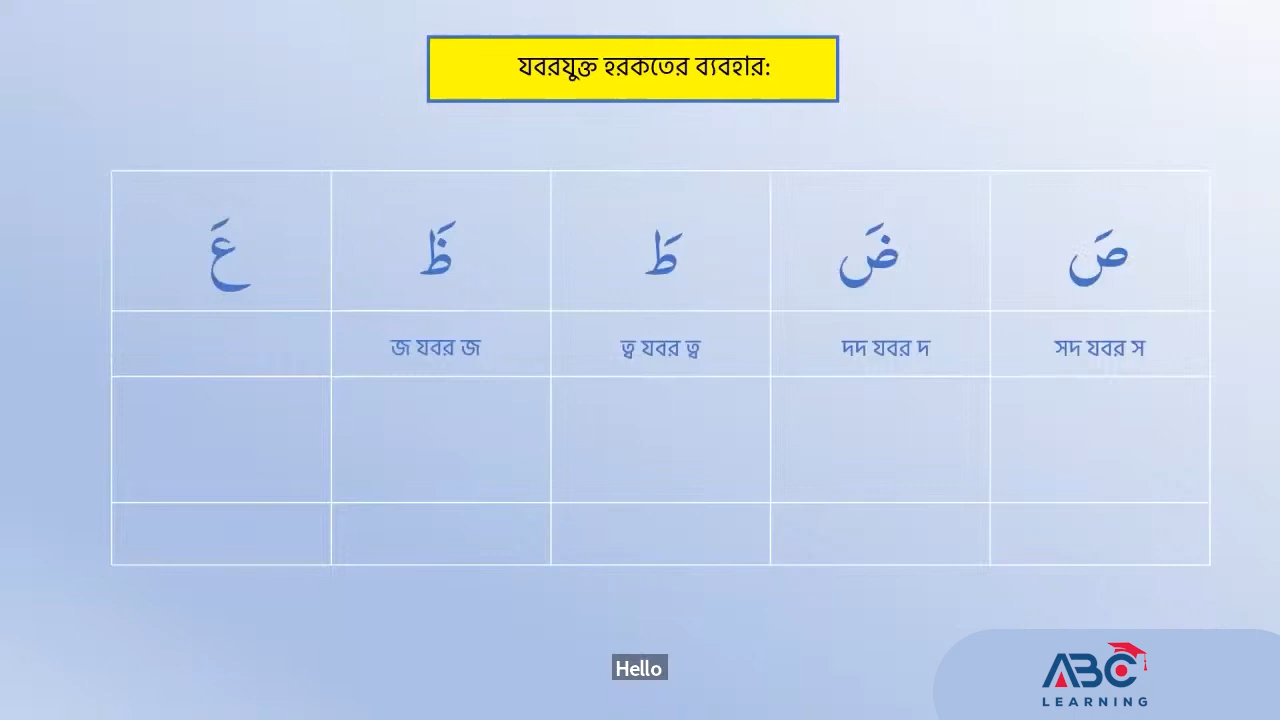 যবরযুক্ত হরকতের ব্যবহার:
صَ ضَ طَ ظَ عَ
জ যবর জ ত্ব যবর ত্ব দদ যবর দ সদ যবর স
Hello
ABC
LEARNING